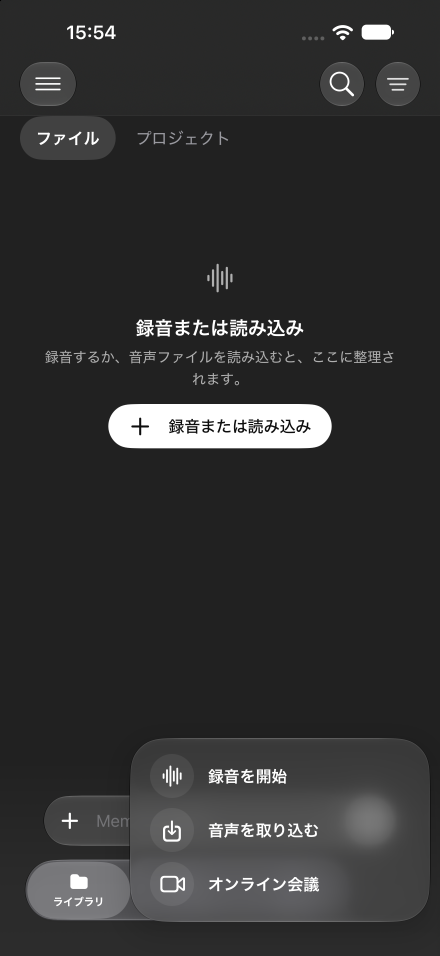 15:54
ファイル
プロジェクト
録音または読み込み
録音するか、音声ファイルを読み込むと、ここに整理さ
れます。
録音または読み込み
録音を開始
音声を取り込む
オンライン会議
Mem
ライブラリ